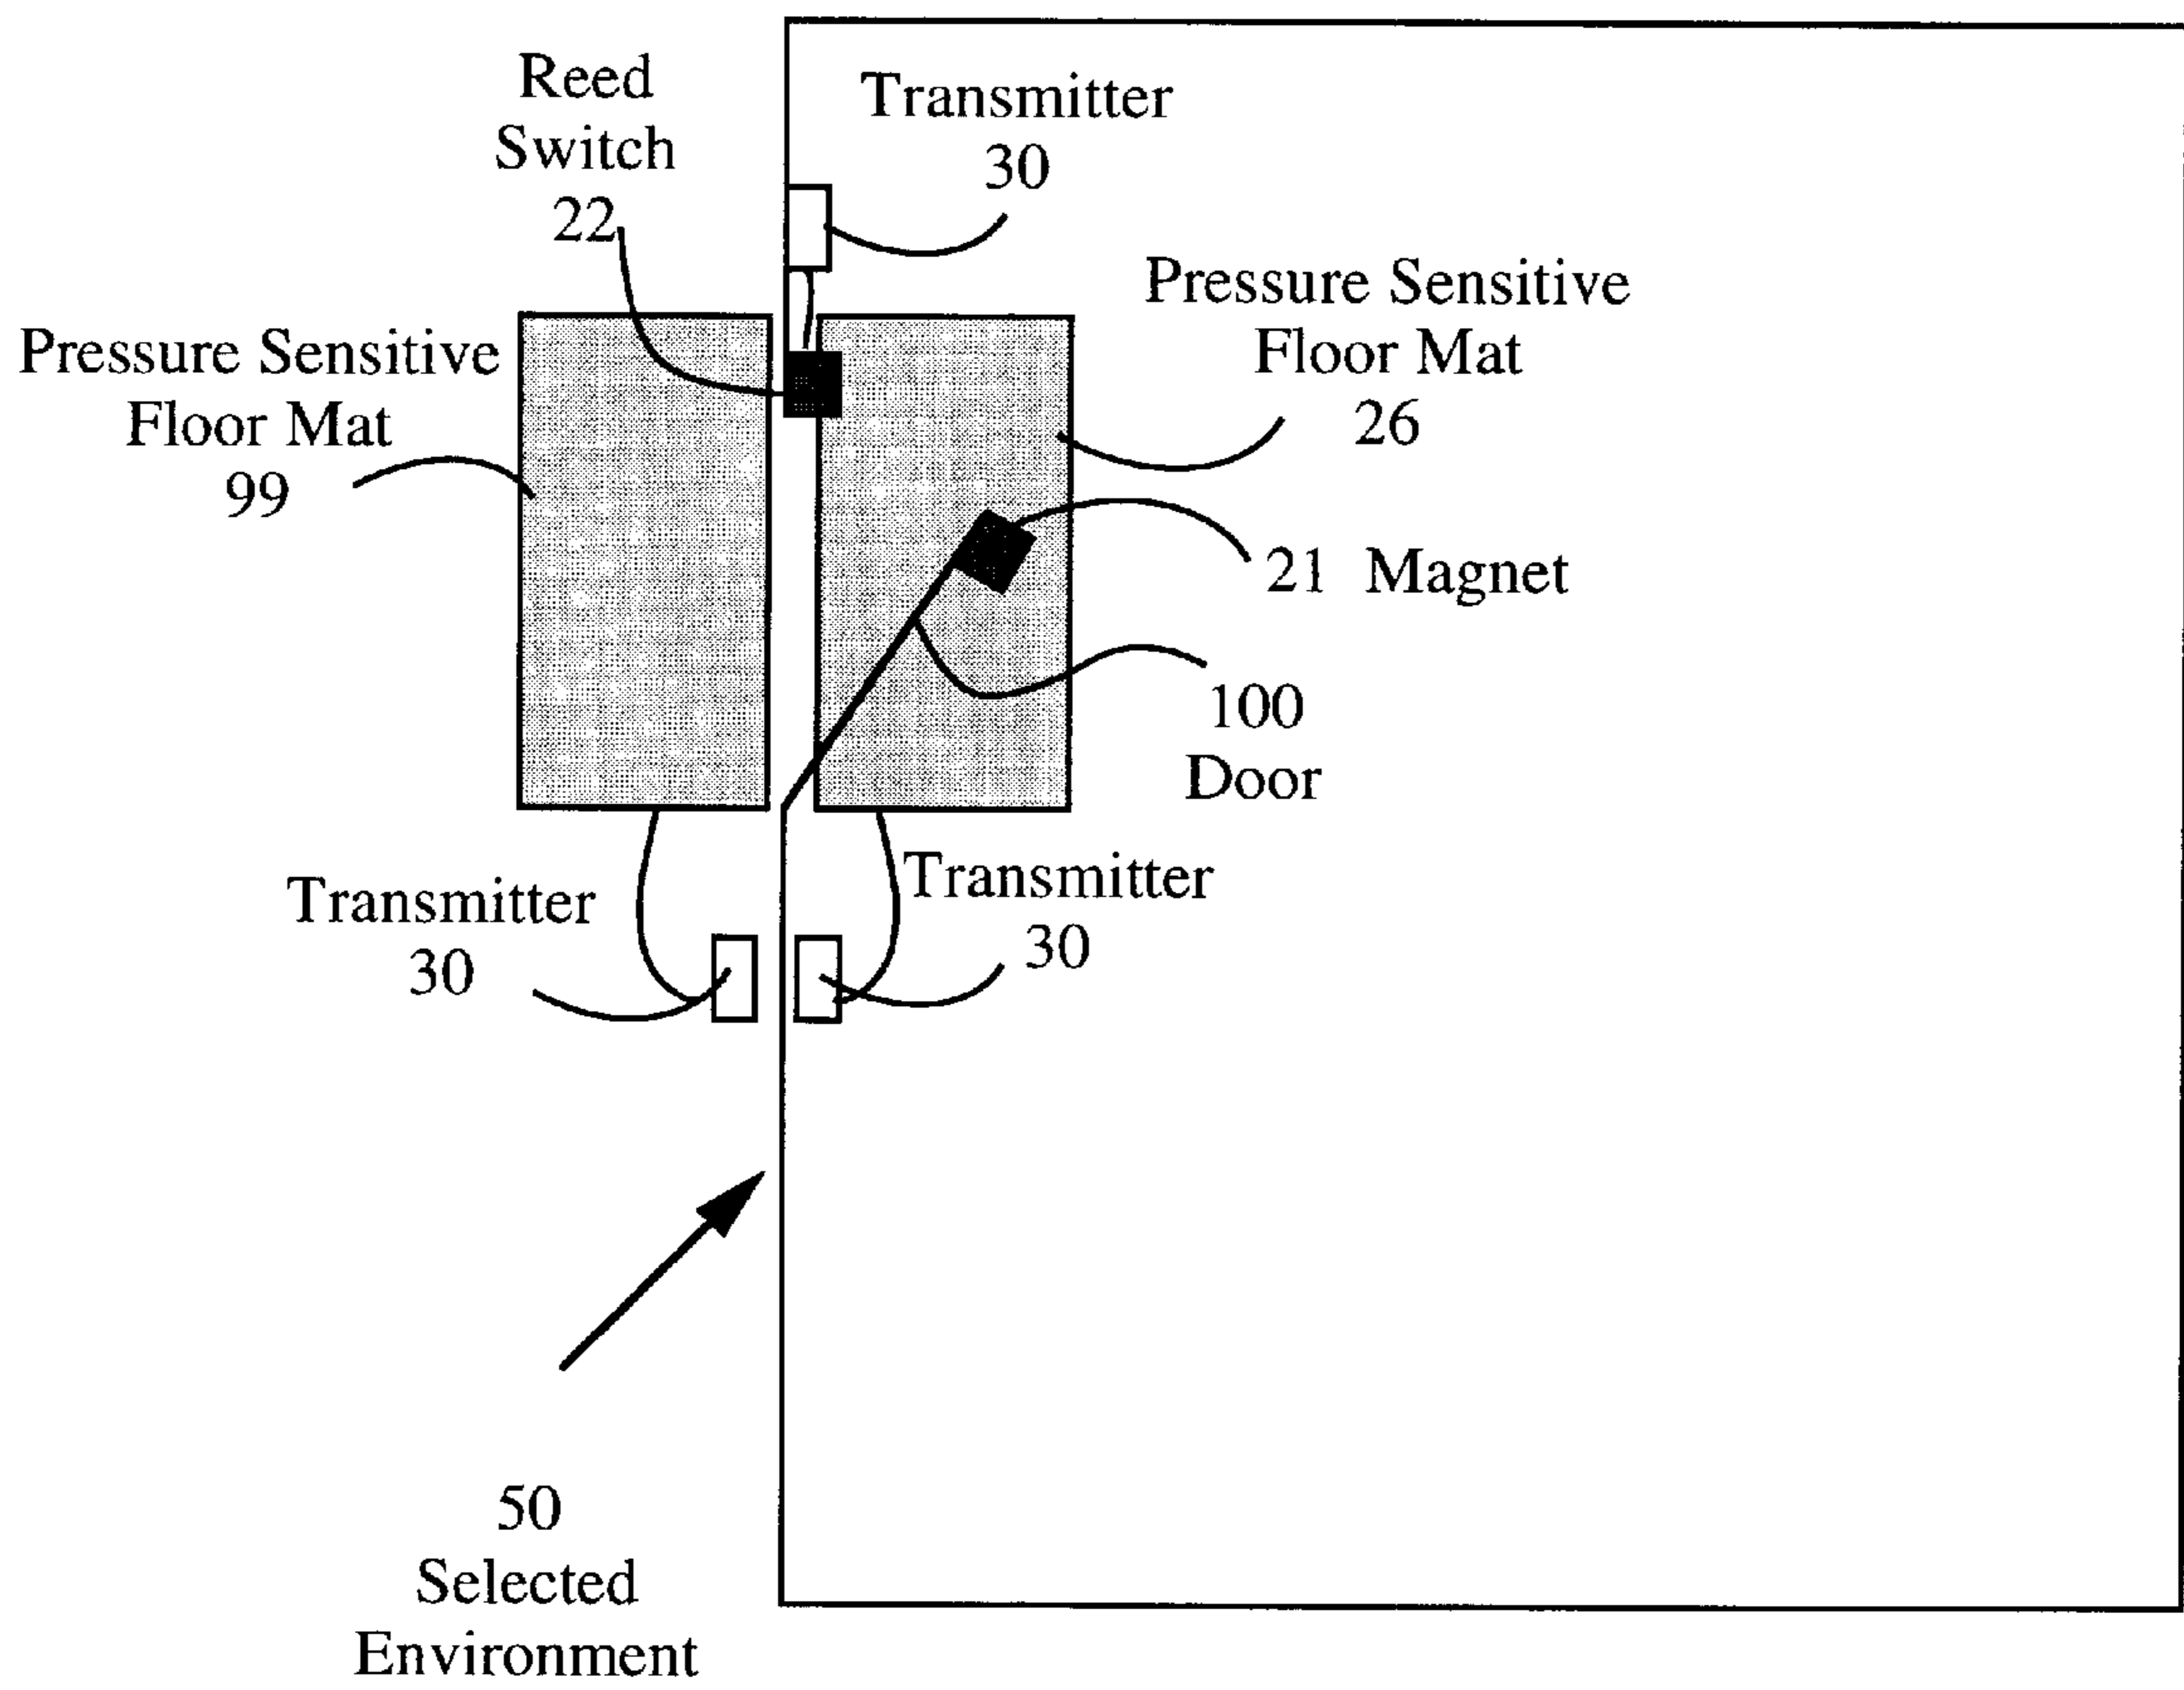 Reed
Switch
22
Transmitter
30
Pressure Sensitive
Floor Mat
26
Pressure Sensitive
Floor Mat
99
21 Magnet
100
Door
Transmitter
30
Transmitter
30
50
Selected
Environment